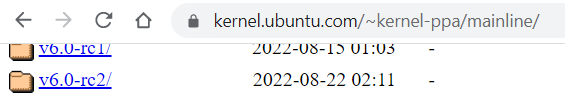 kernel.ubuntu.com/~kernel-ppa/mainline/
v6.0-rc1/ 2022-08-15 01:03 -
v6.0-rc2/ 2022-08-22 02:11 -